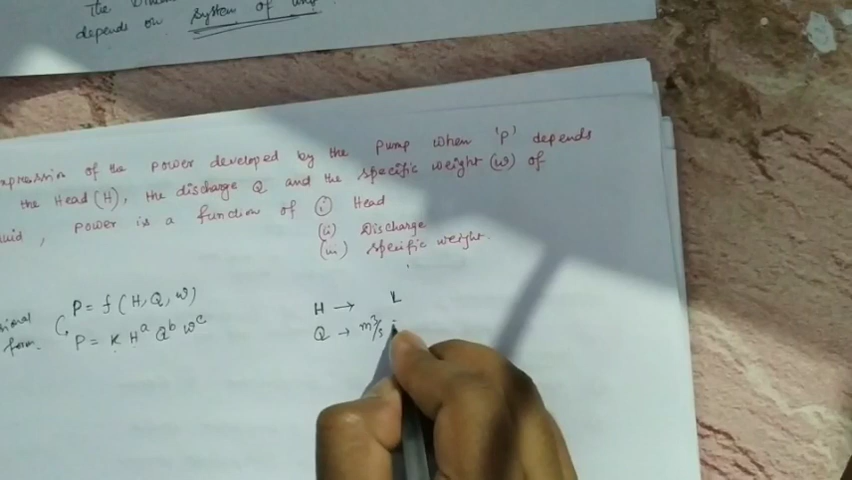 the
depends on system of
expression of the power developed by the pump when 'P' depends
the Head (H), the discharge Q and the specific weight (w) of
power is a function of (i) Head
(ii) Discharge
(iii) specific weight.
P = f (H, Q, w)
form. P = K H^a Q^b w^c
H → L
Q → m³/s